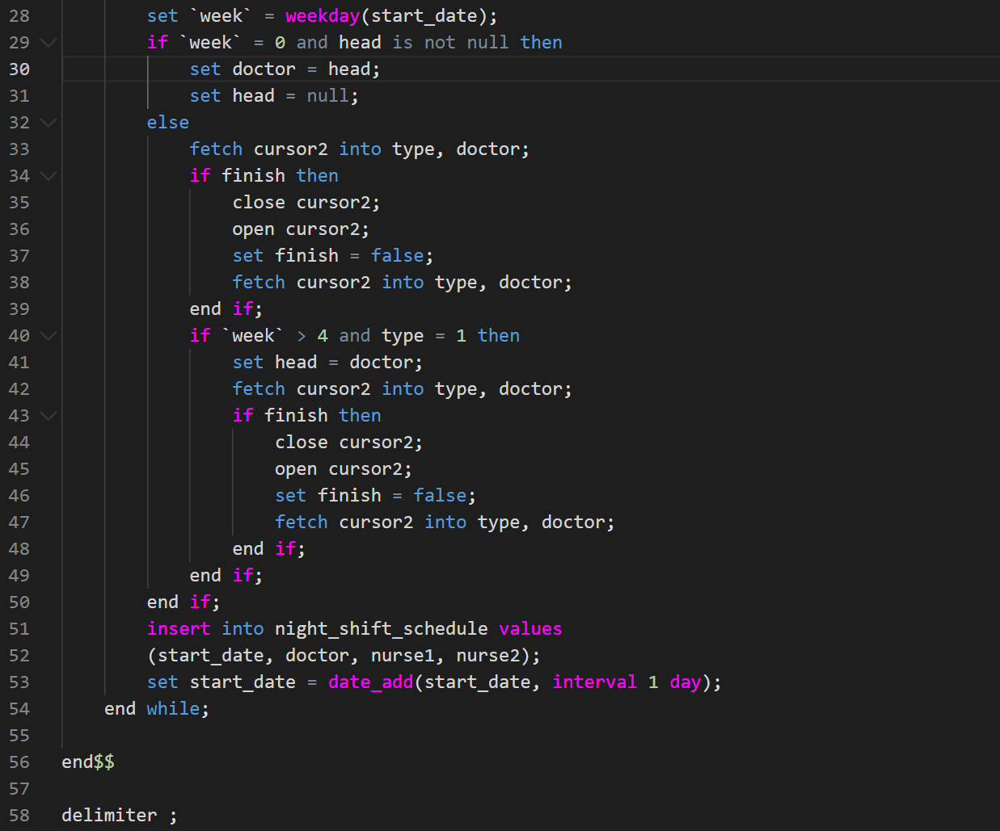 28 set `week` = weekday(start_date);
29 if `week` = 0 and head is not null then
30 set doctor = head;
31 set head = null;
32 else
33 fetch cursor2 into type, doctor;
34 if finish then
35 close cursor2;
36 open cursor2;
37 set finish = false;
38 fetch cursor2 into type, doctor;
39 end if;
40 if `week` > 4 and type = 1 then
41 set head = doctor;
42 fetch cursor2 into type, doctor;
43 if finish then
44 close cursor2;
45 open cursor2;
46 set finish = false;
47 fetch cursor2 into type, doctor;
48 end if;
49 end if;
50 end if;
51 insert into night_shift_schedule values
52 (start_date, doctor, nurse1, nurse2);
53 set start_date = date_add(start_date, interval 1 day);
54 end while;
55
56 end$$
57
58 delimiter ;